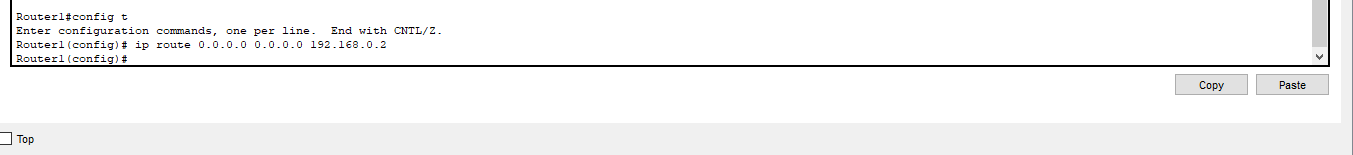 Router1#config t
Enter configuration commands, one per line.  End with CNTL/Z.
Router1(config)# ip route 0.0.0.0 0.0.0.0 192.168.0.2
Router1(config)#
Copy Paste
Top